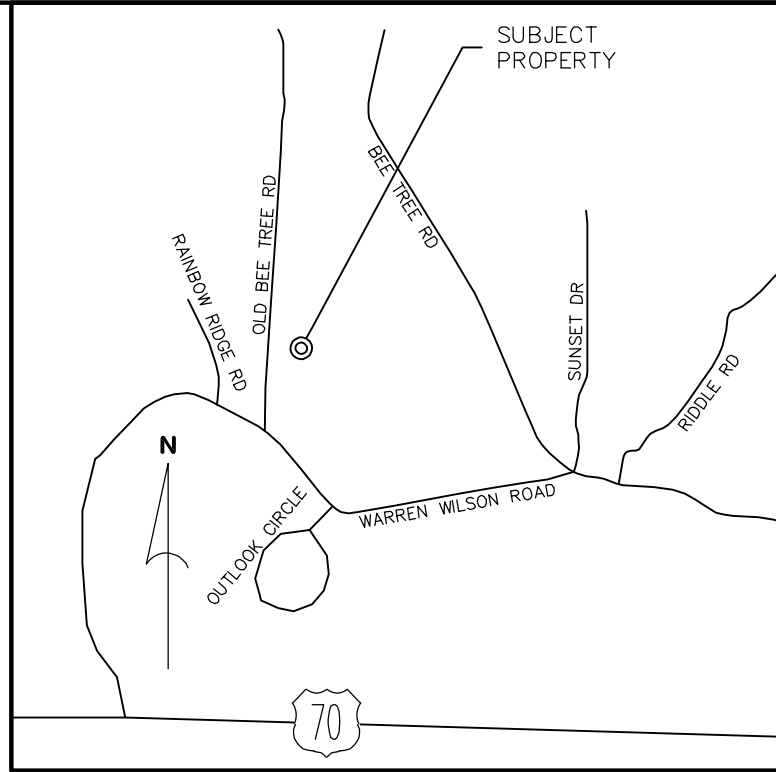 SUBJECT
PROPERTY
BEE TREE RD
OLD BEE TREE RD
RAINBOW RIDGE RD
SUNSET DR
RIDDLE RD
N
WARREN WILSON ROAD
OUTLOOK CIRCLE
70